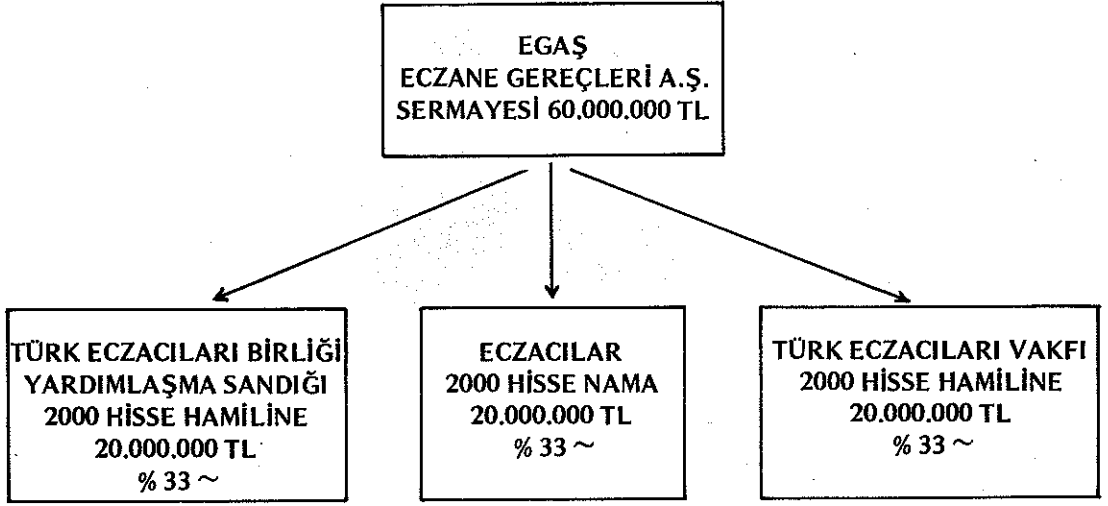 EGAŞ
ECZANE GEREÇLERİ A.Ş.
SERMAYESİ 60.000.000 TL
TÜRK ECZACILARI BİRLİĞİ
YARDIMLAŞMA SANDIĞI
2000 HİSSE HAMİLİNE
20.000.000 TL
% 33 ~
ECZACILAR
2000 HİSSE NAMA
20.000.000 TL
% 33 ~
TÜRK ECZACILARI VAKFI
2000 HİSSE HAMİLİNE
20.000.000 TL
% 33 ~